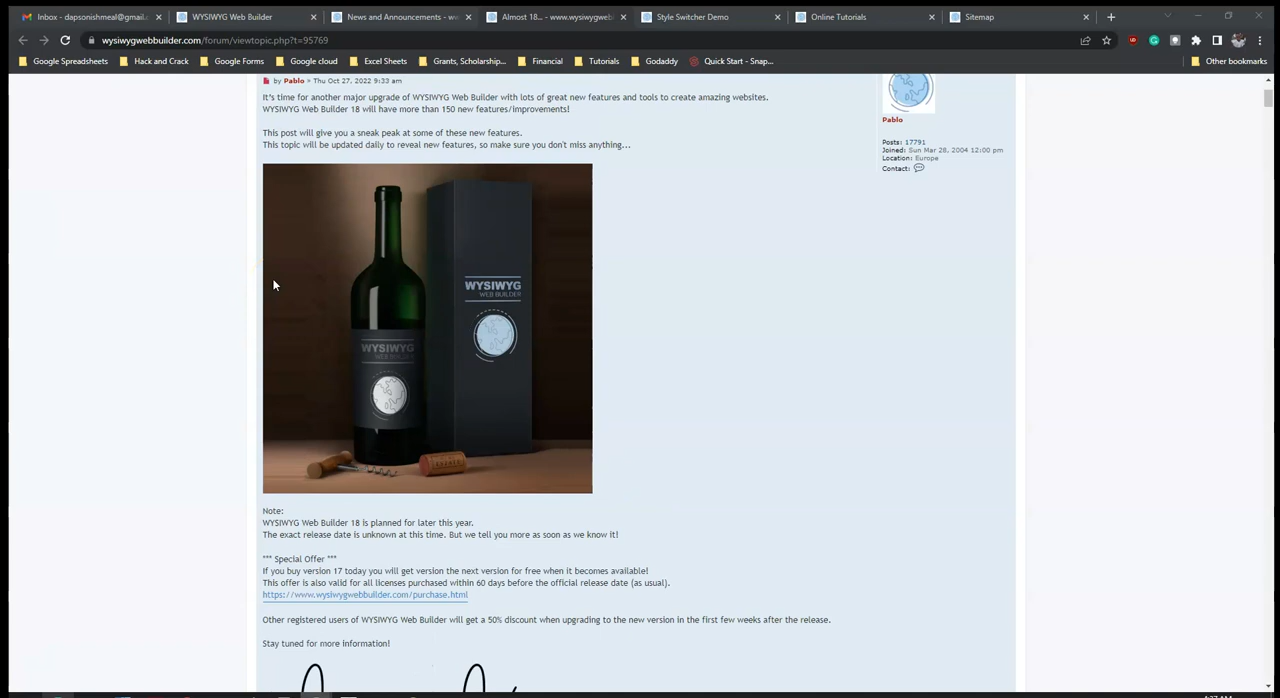 Inbox - dapsonishmeal@gmail.
WYSIWYG Web Builder
News and Announcements - ww
Almost 18... - www.wysiwygweb
Style Switcher Demo
Online Tutorials
Sitemap
wysiwygwebbuilder.com/forum/viewtopic.php?t=95769
Google Spreadsheets
Hack and Crack
Google Forms
Google cloud
Excel Sheets
Grants, Scholarship...
Financial
Tutorials
Godaddy
Quick Start - Snap...
Other bookmarks
by Pablo » Thu Oct 27, 2022 9:33 am
It's time for another major upgrade of WYSIWYG Web Builder with lots of great new features and tools to create amazing websites.
WYSIWYG Web Builder 18 will have more than 150 new features/improvements!
This post will give you a sneak peak at some of these new features.
This topic will be updated daily to reveal new features, so make sure you don't miss anything...
Pablo
Posts: 17791
Joined: Sun Mar 28, 2004 12:00 pm
Location: Europe
Contact:
WYSIWYG
WEB BUILDER
WYSIWYG
WEB BUILDER
Note:
WYSIWYG Web Builder 18 is planned for later this year.
The exact release date is unknown at this time. But we tell you more as soon as we know it!
*** Special Offer ***
If you buy version 17 today you will get version the next version for free when it becomes available!
This offer is also valid for all licenses purchased within 60 days before the official release date (as usual).
https://www.wysiwygwebbuilder.com/purchase.html
Other registered users of WYSIWYG Web Builder will get a 50% discount when upgrading to the new version in the first few weeks after the release.
Stay tuned for more information!